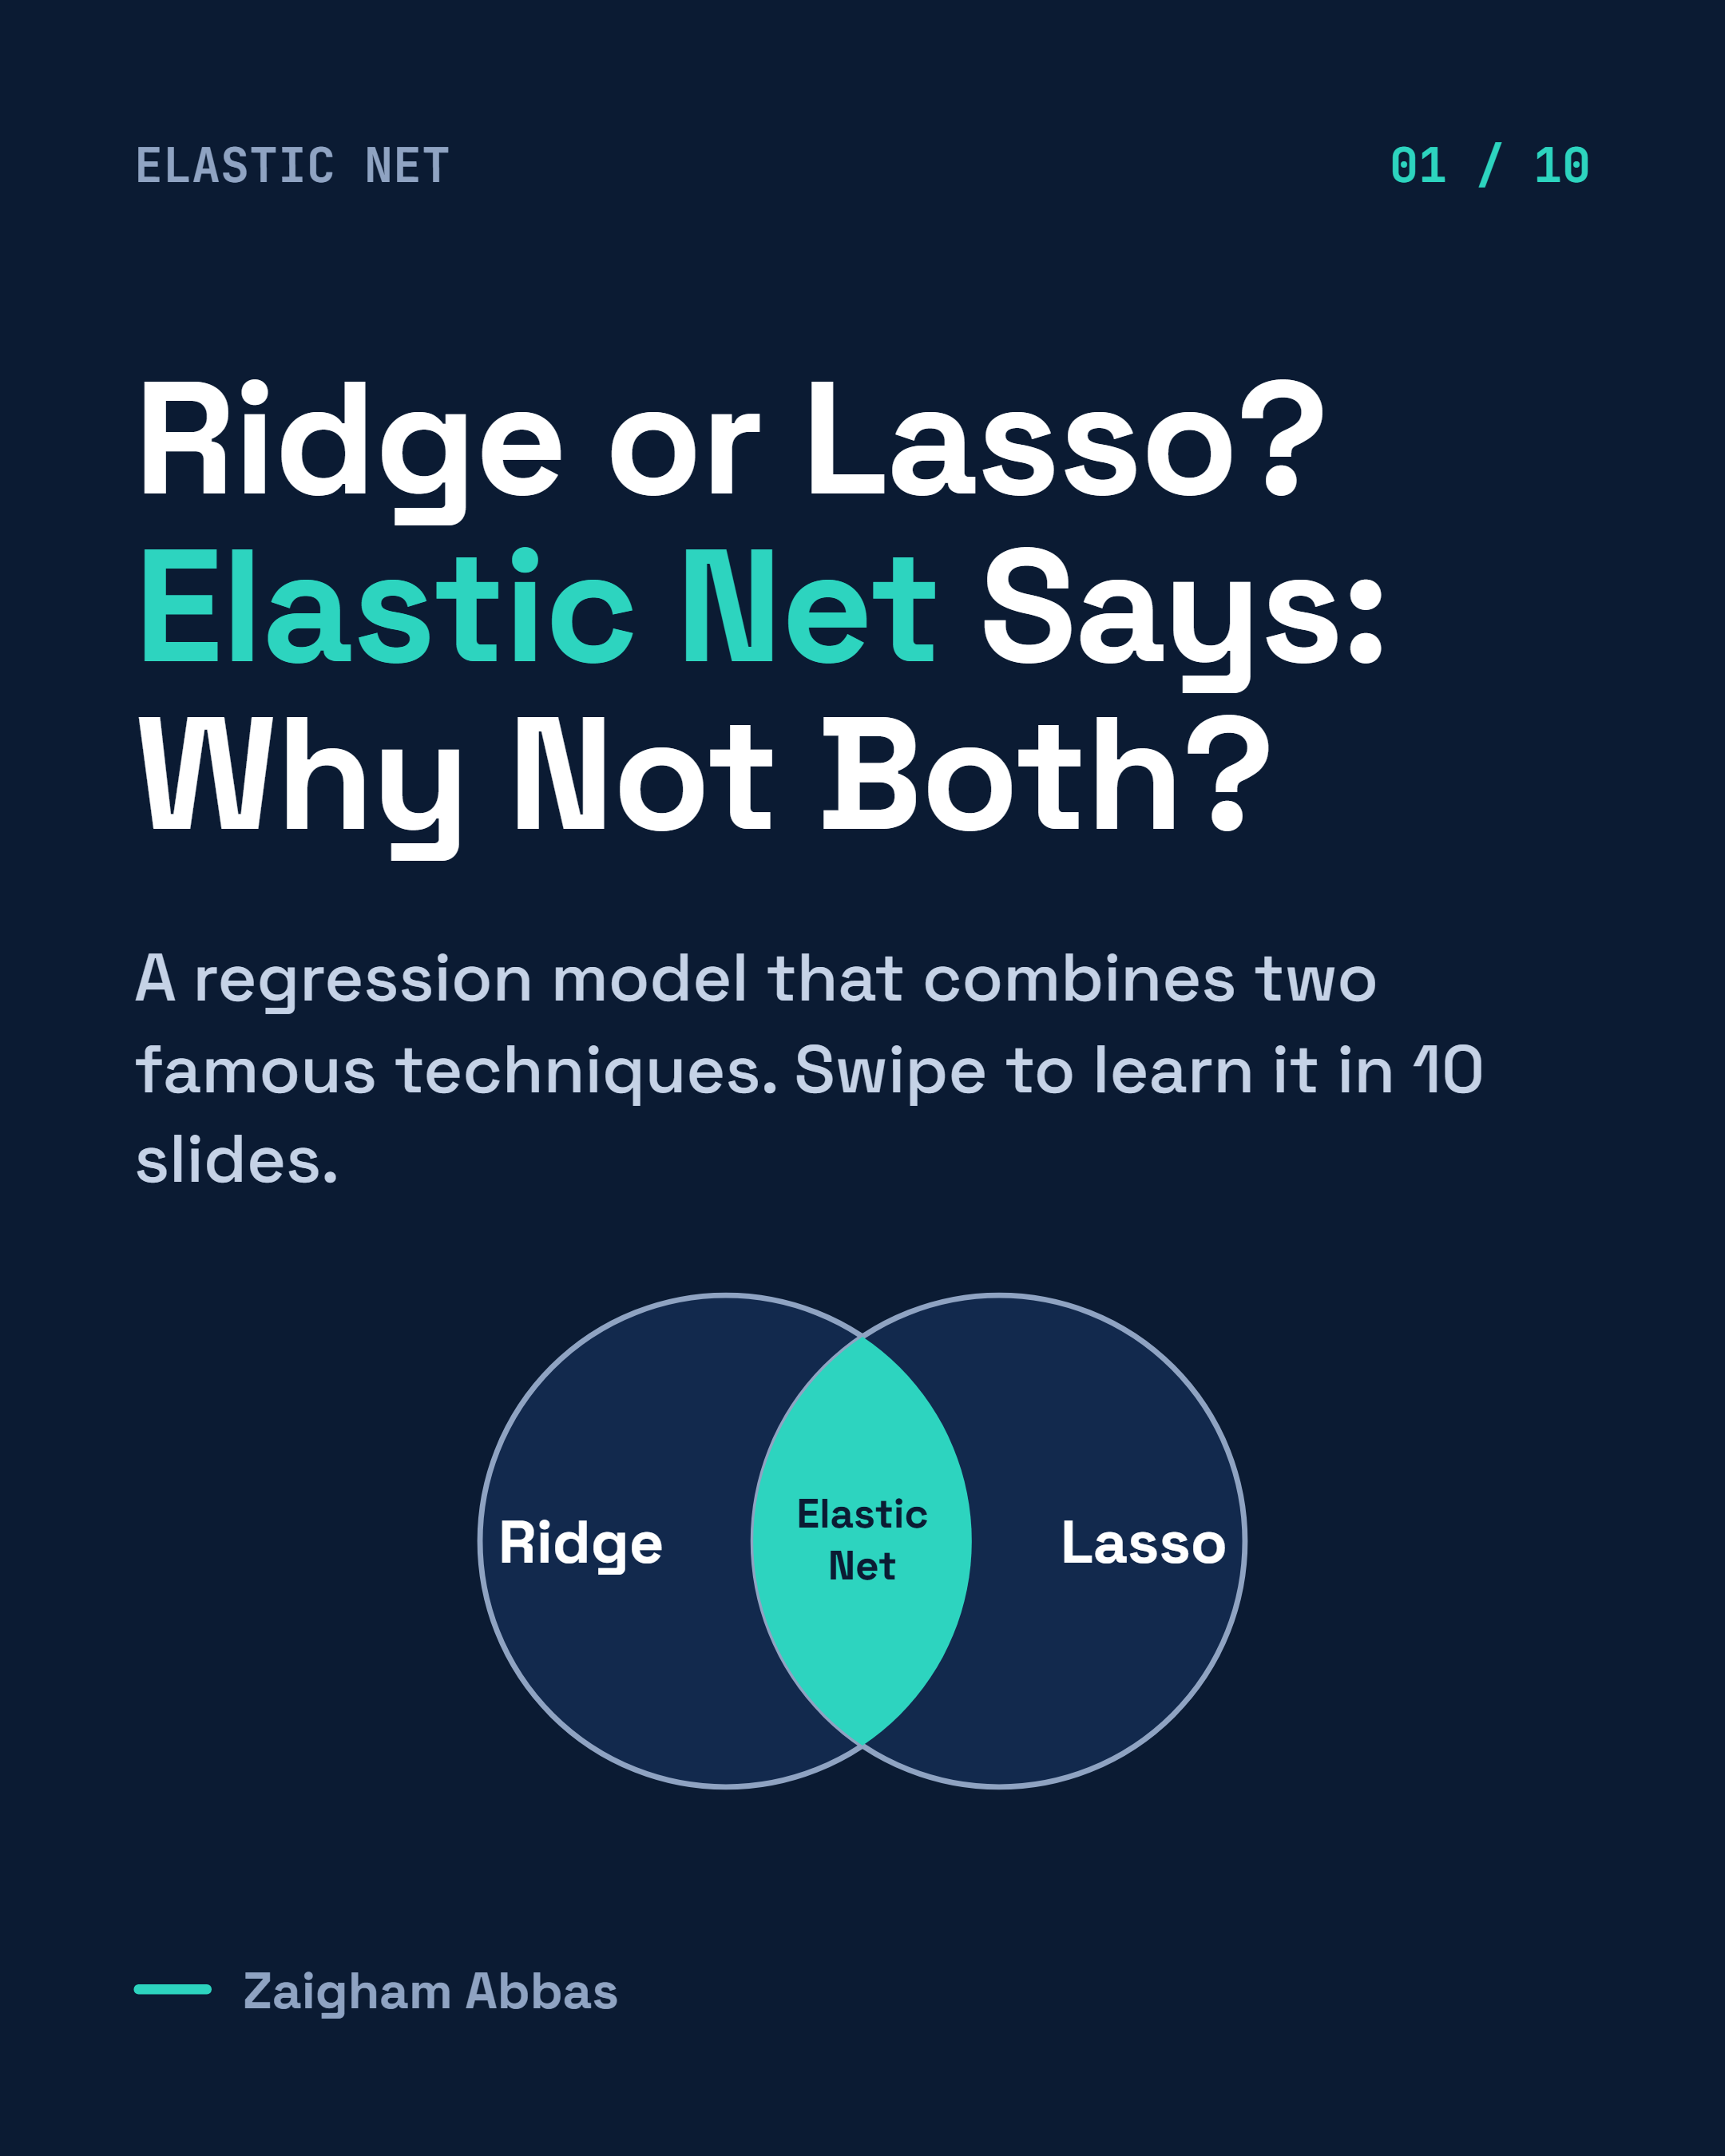 ELASTIC NET
01 / 10
Ridge or Lasso?
Elastic Net Says:
Why Not Both?
A regression model that combines two
famous techniques. Swipe to learn it in 10
slides.
Ridge
Elastic
Net
Lasso
Zaigham Abbas